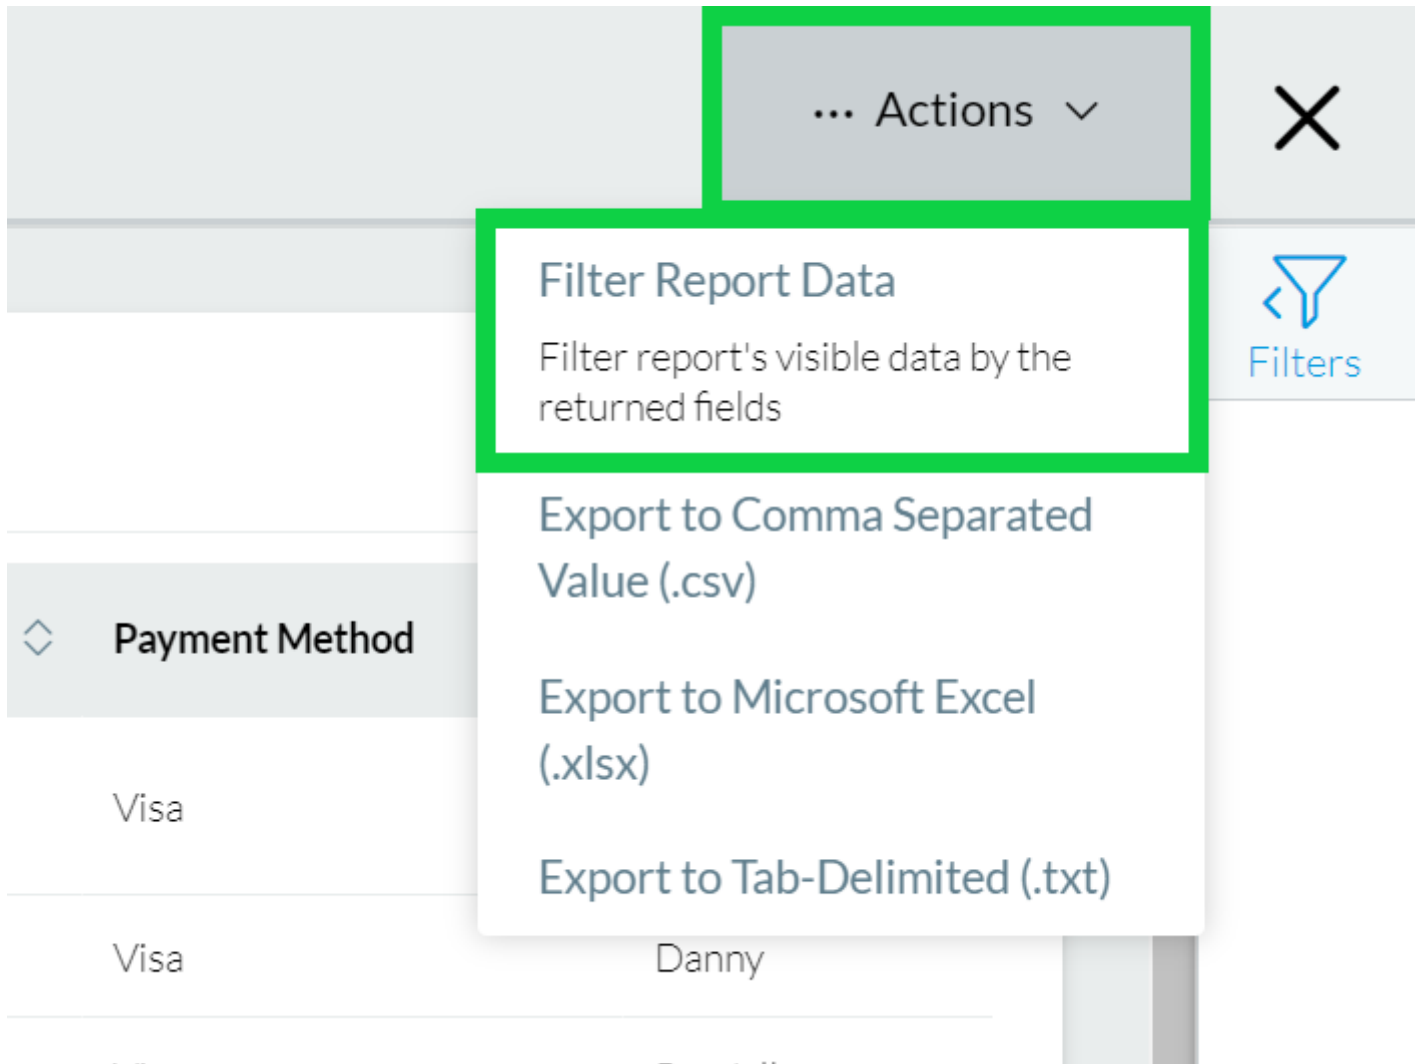 ··· Actions
Filter Report Data
Filter report's visible data by the
returned fields
Filters
Export to Comma Separated
Value (.csv)
Payment Method
Export to Microsoft Excel
(.xlsx)
Visa
Export to Tab-Delimited (.txt)
Visa Danny